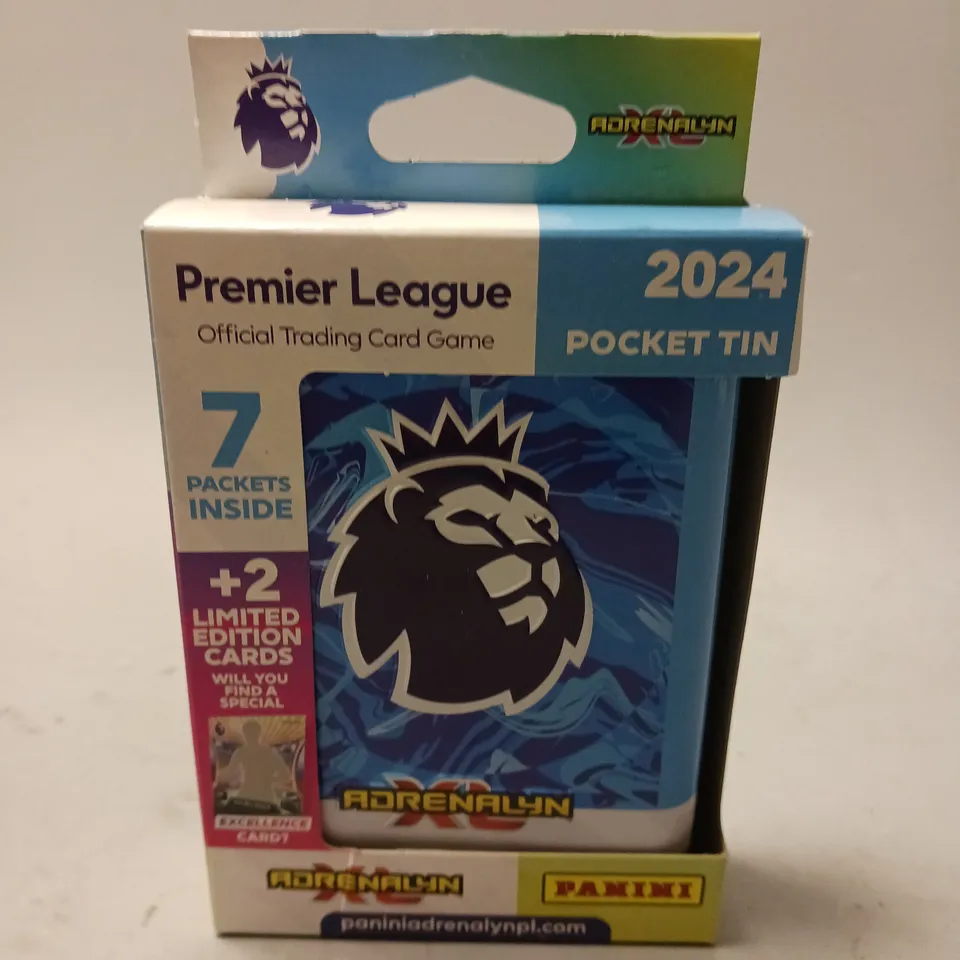 ADRENALYN XL
Premier League
Official Trading Card Game
2024
POCKET TIN
7
PACKETS
INSIDE
+2
LIMITED
EDITION
CARDS
WILL YOU
FIND A
SPECIAL
EXCELLENCE
CARD?
ADRENALYN XL
ADRENALYN XL
PANINI
paniniadrenalynpl.com